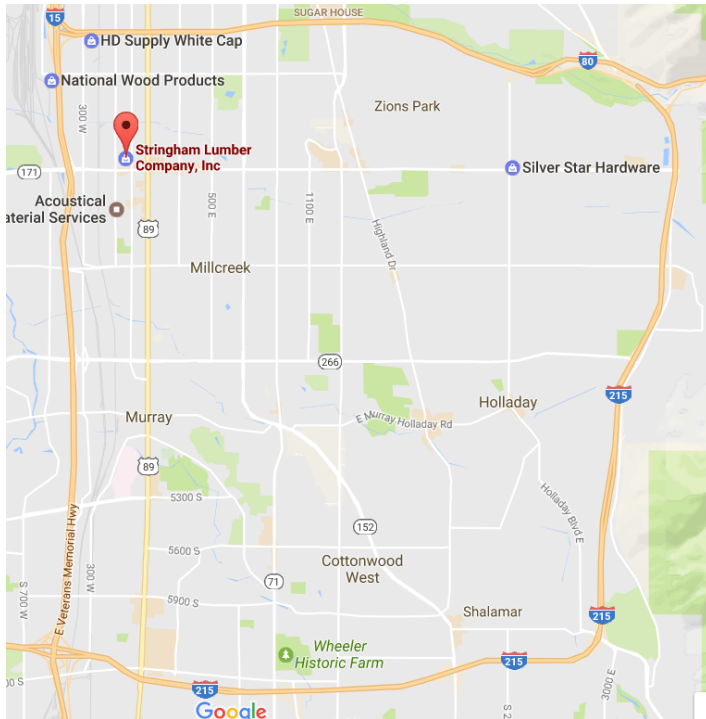 SUGAR HOUSE
15
HD Supply White Cap
80
National Wood Products
300 W
Zions Park
Stringham Lumber
Company, Inc
171
Silver Star Hardware
500 E
1100 E
Acoustical
aterial Services
89
Highland Dr
Millcreek
266
215
Holladay
Murray
E Murray Holladay Rd
89
5300 S
Holladay Blvd E
E Veterans Memorial Hwy
152
5600 S
Cottonwood
West
300 W
S 700 W
71
5900 S
Shalamar
215
Wheeler
Historic Farm
215
00 S
215
3000 E
S 2
Google